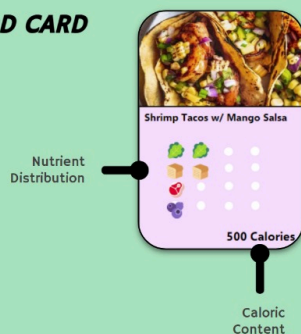 D CARD
Shrimp Tacos w/ Mango Salsa
Nutrient
Distribution
500 Calories
Caloric
Content